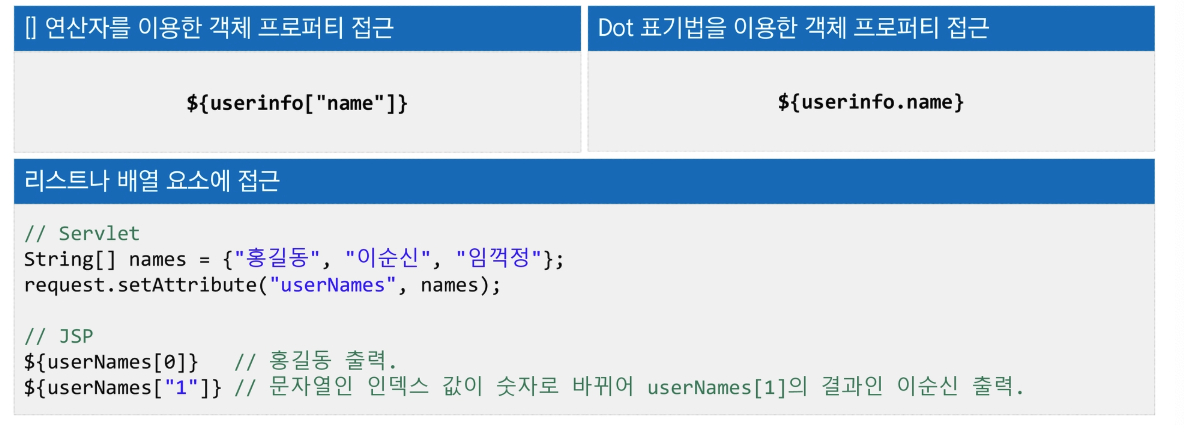 [] 연산자를 이용한 객체 프로퍼티 접근
Dot 표기법을 이용한 객체 프로퍼티 접근
${userinfo["name"]}
${userinfo.name}
리스트나 배열 요소에 접근
// Servlet
String[] names = {"홍길동", "이순신", "임꺽정"};
request.setAttribute("userNames", names);
// JSP
${userNames[0]} // 홍길동 출력.
${userNames["1"]} // 문자열인 인덱스 값이 숫자로 바뀌어 userNames[1]의 결과인 이순신 출력.